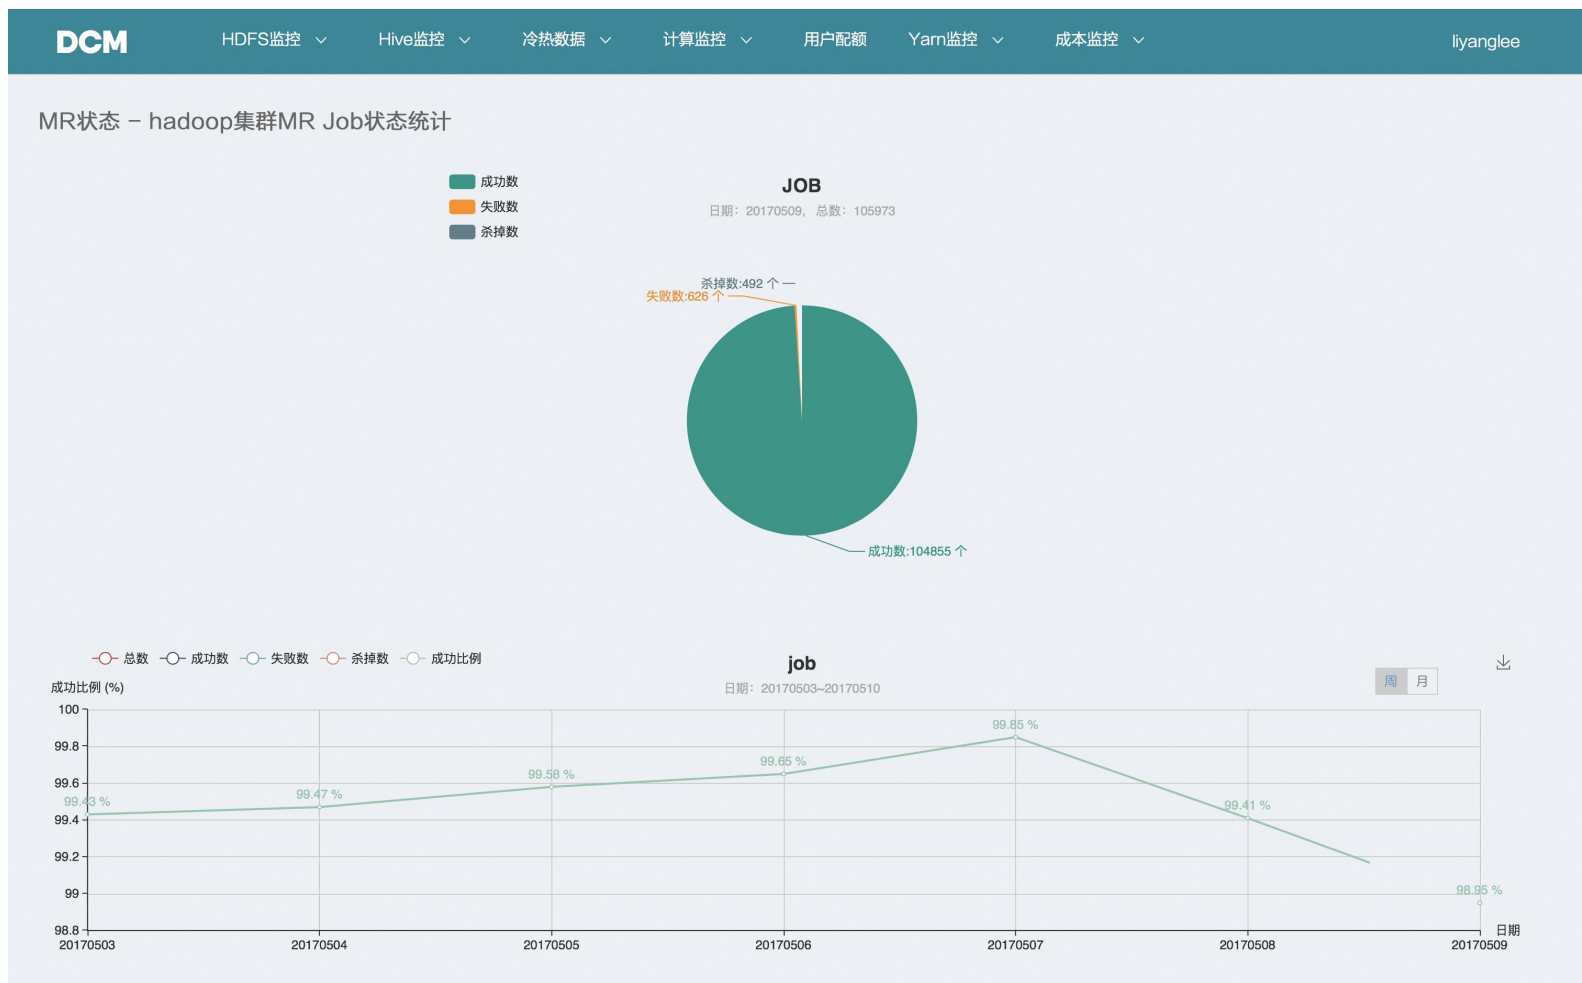 DCM HDFS监控 Hive监控 冷热数据 计算监控 用户配额 Yarn监控 成本监控 liyanglee
MR状态 - hadoop集群MR Job状态统计
成功数
失败数
杀掉数
JOB
日期：20170509，总数：105973
杀掉数:492 个
失败数:626 个
成功数:104855 个
总数 成功数 失败数 杀掉数 成功比例
job
日期：20170503~20170510
周 月
成功比例 (%)
100
99.8
99.6
99.4
99.2
99
98.8
99.43 %
99.47 %
99.58 %
99.65 %
99.85 %
99.41 %
98.95 %
日期
20170503 20170504 20170505 20170506 20170507 20170508 20170509